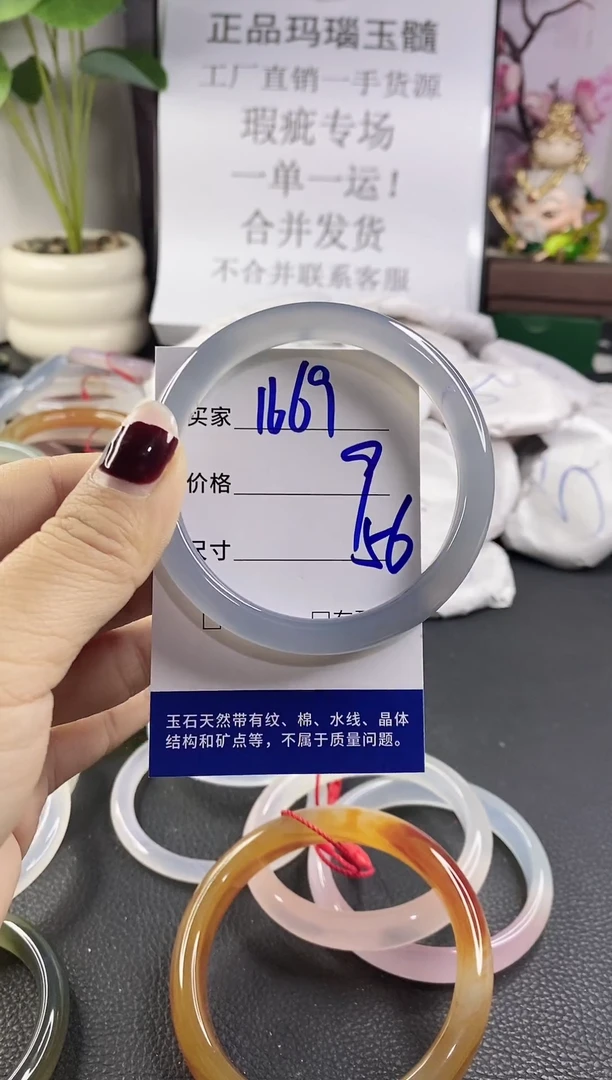 正品玛瑙玉髓
工厂直销一手货源
瑕疵专场
一单一运！
合并发货
不合并联系客服
买家 1669
价格 9
尺寸 56
玉石天然带有纹、棉、水线、晶体
结构和矿点等，不属于质量问题。